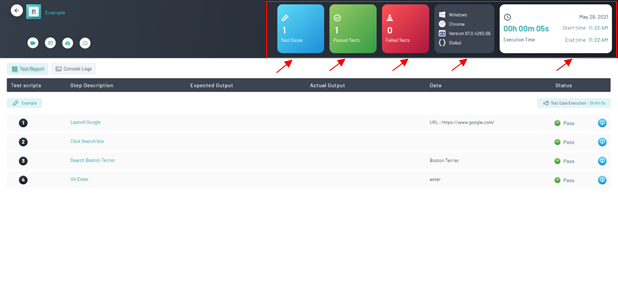 Example
1
Test Cases
1
Passed Tests
0
Failed Tests
Windows
Chrome
Version 87.0.4280.88
Global
May 28, 2021
00h 00m 05s
Execution Time
Start time 11:22 AM
End time 11:22 AM
Test Report Console Logs
Test scripts Step Description Expected Output Actual Output Data Status
Example Test Case Execution : 0h 0m 5s
1 Launch Google URL : https://www.google.com/ Pass
2 Click Search box Pass
3 Search Boston Terrier Boston Terrier Pass
4 Hit Enter enter Pass